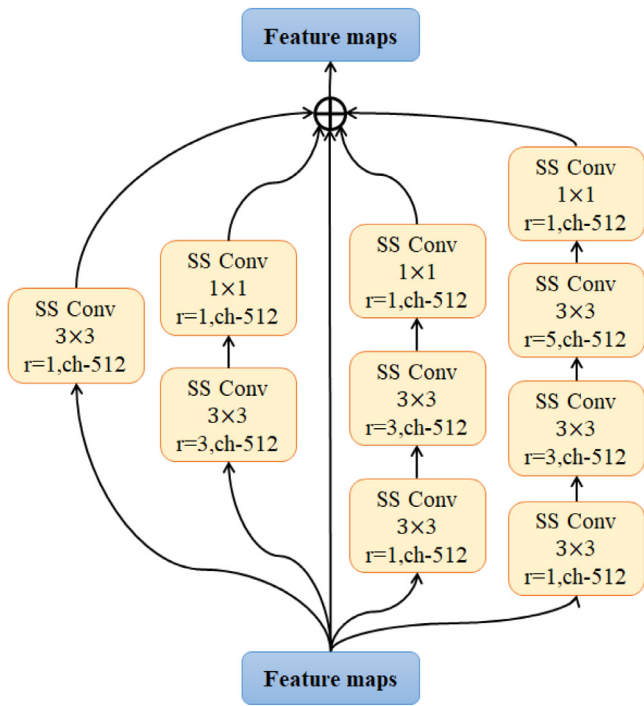 Feature maps
SS Conv
3×3
r=1,ch-512
SS Conv
1×1
r=1,ch-512
SS Conv
3×3
r=3,ch-512
SS Conv
1×1
r=1,ch-512
SS Conv
3×3
r=3,ch-512
SS Conv
3×3
r=1,ch-512
SS Conv
1×1
r=1,ch-512
SS Conv
3×3
r=5,ch-512
SS Conv
3×3
r=3,ch-512
SS Conv
3×3
r=1,ch-512
Feature maps